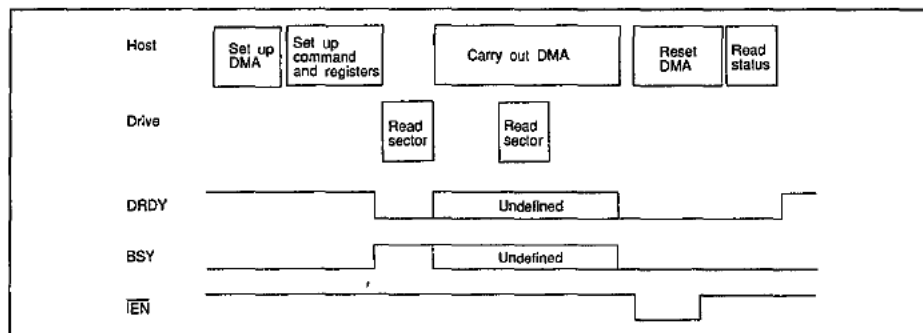 Host
Set up
DMA
Set up
command
and registers
Carry out DMA
Reset
DMA
Read
status
Drive
Read
sector
Read
sector
DRDY
Undefined
BSY
Undefined
IEN